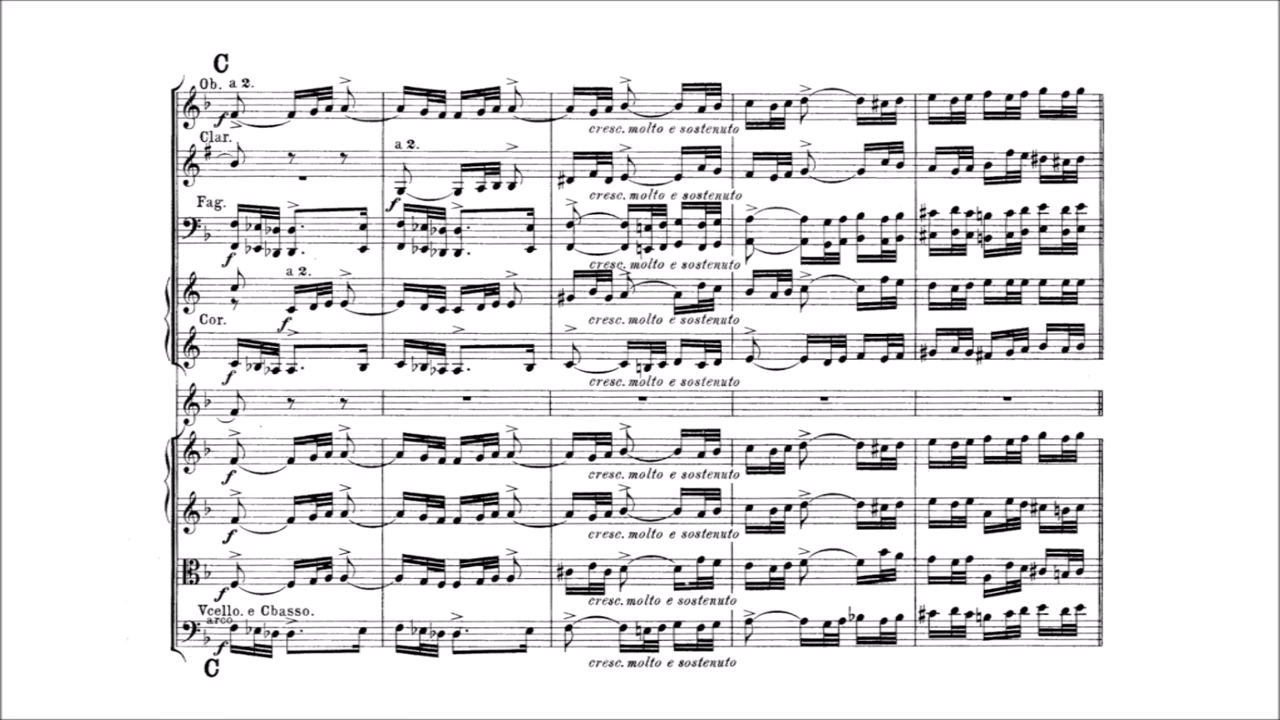 C
Ob. a 2.
f
cresc. molto e sostenuto
Clar.
a 2.
f
cresc. molto e sostenuto
Fag.
f
cresc. molto e sostenuto
a 2.
f
cresc. molto e sostenuto
Cor.
f
cresc. molto e sostenuto
f
cresc. molto e sostenuto
f
cresc. molto e sostenuto
f
cresc. molto e sostenuto
Vcello. e Cbasso.
arco
f
cresc. molto e sostenuto
C